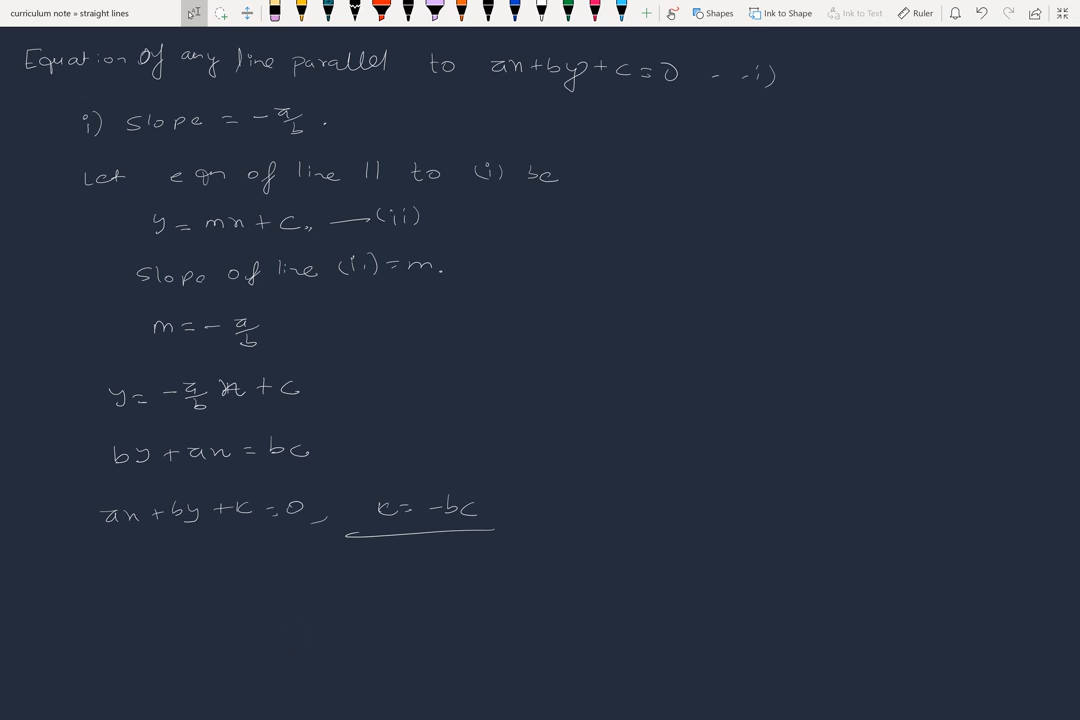 curriculum note » straight lines Shapes Ink to Shape Ink to Text Ruler
Equation Of any line parallel to ax+by+c=0 - - i)
i) slope = -a/b .
Let eqn of line || to (i) be
y = mx + c,, —(ii)
slope of line (ii) = m.
m = - a/b
y = - a/b x + c
by + ax = bc
ax + by + k = 0, k = -bc